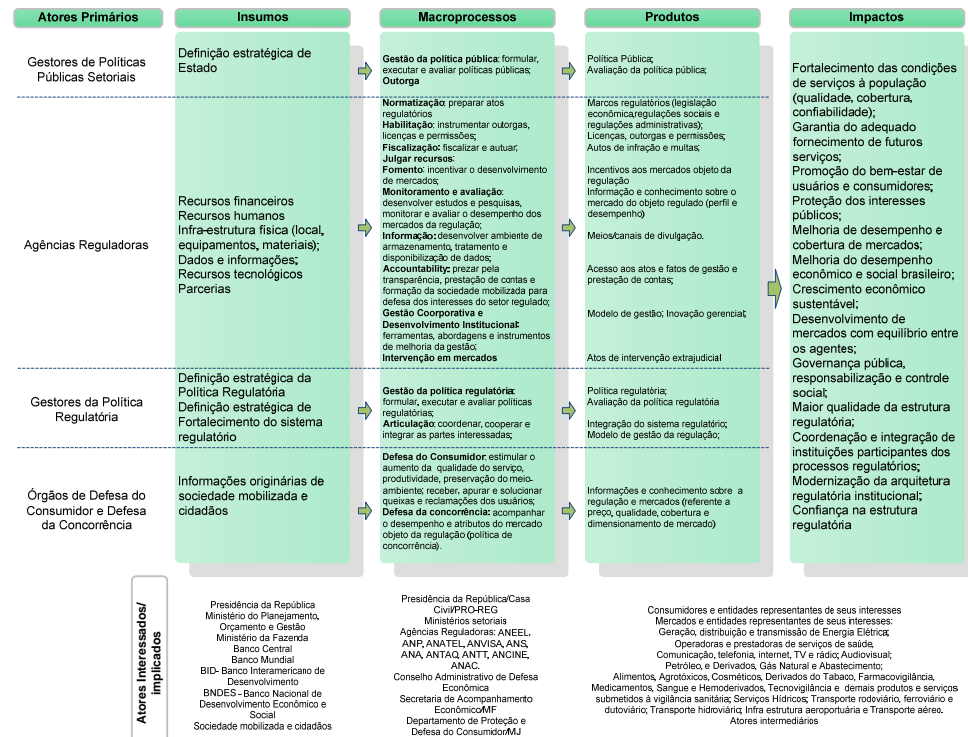 Atores Primários
Insumos
Macroprocessos
Produtos
Impactos
Gestores de Políticas
Públicas Setoriais
Definição estratégica de
Estado
Gestão da política pública: formular,
executar e avaliar políticas públicas;
Outorga
Política Pública;
Avaliação da política pública;
Agências Reguladoras
Recursos financeiros
Recursos humanos
Infra-estrutura física (local,
equipamentos, materiais);
Dados e informações;
Recursos tecnológicos
Parcerias
Normatização: preparar atos
regulatórios
Habilitação: instrumentar outorgas,
licenças e permissões;
Fiscalização: fiscalizar e autuar;
Julgar recursos:
Fomento: incentivar o desenvolvimento
de mercados;
Monitoramento e avaliação:
desenvolver estudos e pesquisas,
monitorar e avaliar o desempenho dos
mercados da regulação;
Informação: desenvolver ambiente de
armazenamento, tratamento e
disponibilização de dados;
Accountability: prezar pela
transparência, prestação de contas e
formação da sociedade mobilizada para
defesa dos interesses do setor regulado;
Gestão Coorporativa e
Desenvolvimento Institucional:
ferramentas, abordagens e instrumentos
de melhoria da gestão;
Intervenção em mercados
Marcos regulatórios (legislação
econômica,regulações sociais e
regulações administrativas);
Licenças, outorgas e permissões;
Autos de infração e multas;
Incentivos aos mercados objeto da
regulação
Informação e conhecimento sobre o
mercado do objeto regulado (perfil e
desempenho)
Meios/canais de divulgação.
Acesso aos atos e fatos de gestão e
prestação de contas;
Modelo de gestão; Inovação gerencial;
Atos de intervenção extrajudicial
Gestores da Política
Regulatória
Definição estratégica da
Política Regulatória
Definição estratégica de
Fortalecimento do sistema
regulatório
Gestão da política regulatória:
formular, executar e avaliar políticas
regulatórias;
Articulação: coordenar, cooperar e
integrar as partes interessadas;
Política regulatória;
Avaliação da política regulatória
Integração do sistema regulatório;
Modelo de gestão da regulação;
Órgãos de Defesa do
Consumidor e Defesa
da Concorrência
Informações originárias de
sociedade mobilizada e
cidadãos
Defesa do Consumidor: estimular o
aumento da qualidade do serviço,
produtividade, preservação do meio-
ambiente; receber, apurar e solucionar
queixas e reclamações dos usuários;
Defesa da concorrência: acompanhar
o desempenho e atributos do mercado
objeto da regulação (política de
concorrência).
Informações e conhecimento sobre a
regulação e mercados (referente a
preço, qualidade, cobertura e
dimensionamento de mercado)
Fortalecimento das condições
de serviços à população
(qualidade, cobertura,
confiabilidade);
Garantia do adequado
fornecimento de futuros
serviços;
Promoção do bem-estar de
usuários e consumidores;
Proteção dos interesses
públicos;
Melhoria de desempenho e
cobertura de mercados;
Melhoria do desempenho
econômico e social brasileiro;
Crescimento econômico
sustentável;
Desenvolvimento de
mercados com equilíbrio entre
os agentes;
Governança pública,
responsabilização e controle
social;
Maior qualidade da estrutura
regulatória;
Coordenação e integração de
instituições participantes dos
processos regulatórios;
Modernização da arquitetura
regulatória institucional;
Confiança na estrutura
regulatória
Atores Interessados/
implicados
Presidência da República
Ministério do Planejamento,
Orçamento e Gestão
Ministério da Fazenda
Banco Central
Banco Mundial
BID- Banco Interamericano de
Desenvolvimento
BNDES – Banco Nacional de
Desenvolvimento Econômico e
Social
Sociedade mobilizada e cidadãos
Presidência da República/Casa
Civil/PRO-REG
Ministérios setoriais
Agências Reguladoras: ANEEL,
ANP, ANATEL, ANVISA, ANS,
ANA, ANTAQ, ANTT, ANCINE,
ANAC.
Conselho Administrativo de Defesa
Econômica
Secretaria de Acompanhamento
Econômico/MF
Departamento de Proteção e
Defesa do Consumidor/MJ
Consumidores e entidades representantes de seus interesses
Mercados e entidades representantes de seus interesses:
Geração, distribuição e transmissão de Energia Elétrica;
Operadoras e prestadoras de serviços de saúde,
Comunicação, telefonia, internet, TV e rádio; Audiovisual;
Petróleo, e Derivados, Gás Natural e Abastecimento;
Alimentos, Agrotóxicos, Cosméticos, Derivados do Tabaco, Farmacovigilância,
Medicamentos, Sangue e Hemoderivados, Tecnovigilância e demais produtos e serviços
submetidos à vigilância sanitária; Serviços Hídricos; Transporte rodoviário, ferroviário e
dutoviário; Transporte hidroviário; Infra estrutura aeroportuária e Transporte aéreo.
Atores intermediários